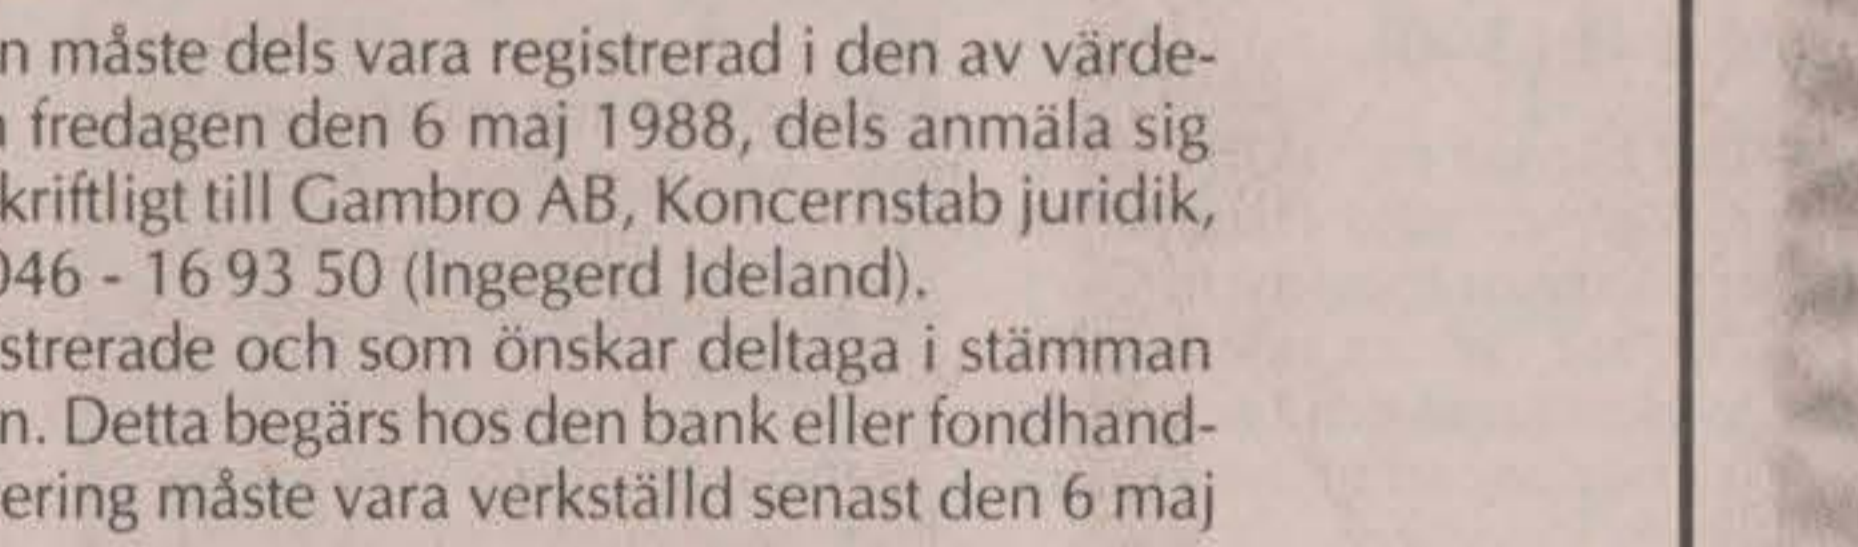 n måste dels vara registrerad i den av värde-
fredagen den 6 maj 1988, dels anmäla sig
kriftligt till Gambro AB, Koncernstab juridik,
046 - 16 93 50 (Ingegerd Ideland).
strerade och som önskar deltaga i stämman
n. Detta begärs hos den bank eller fondhand-
ering måste vara verkställd senast den 6 maj